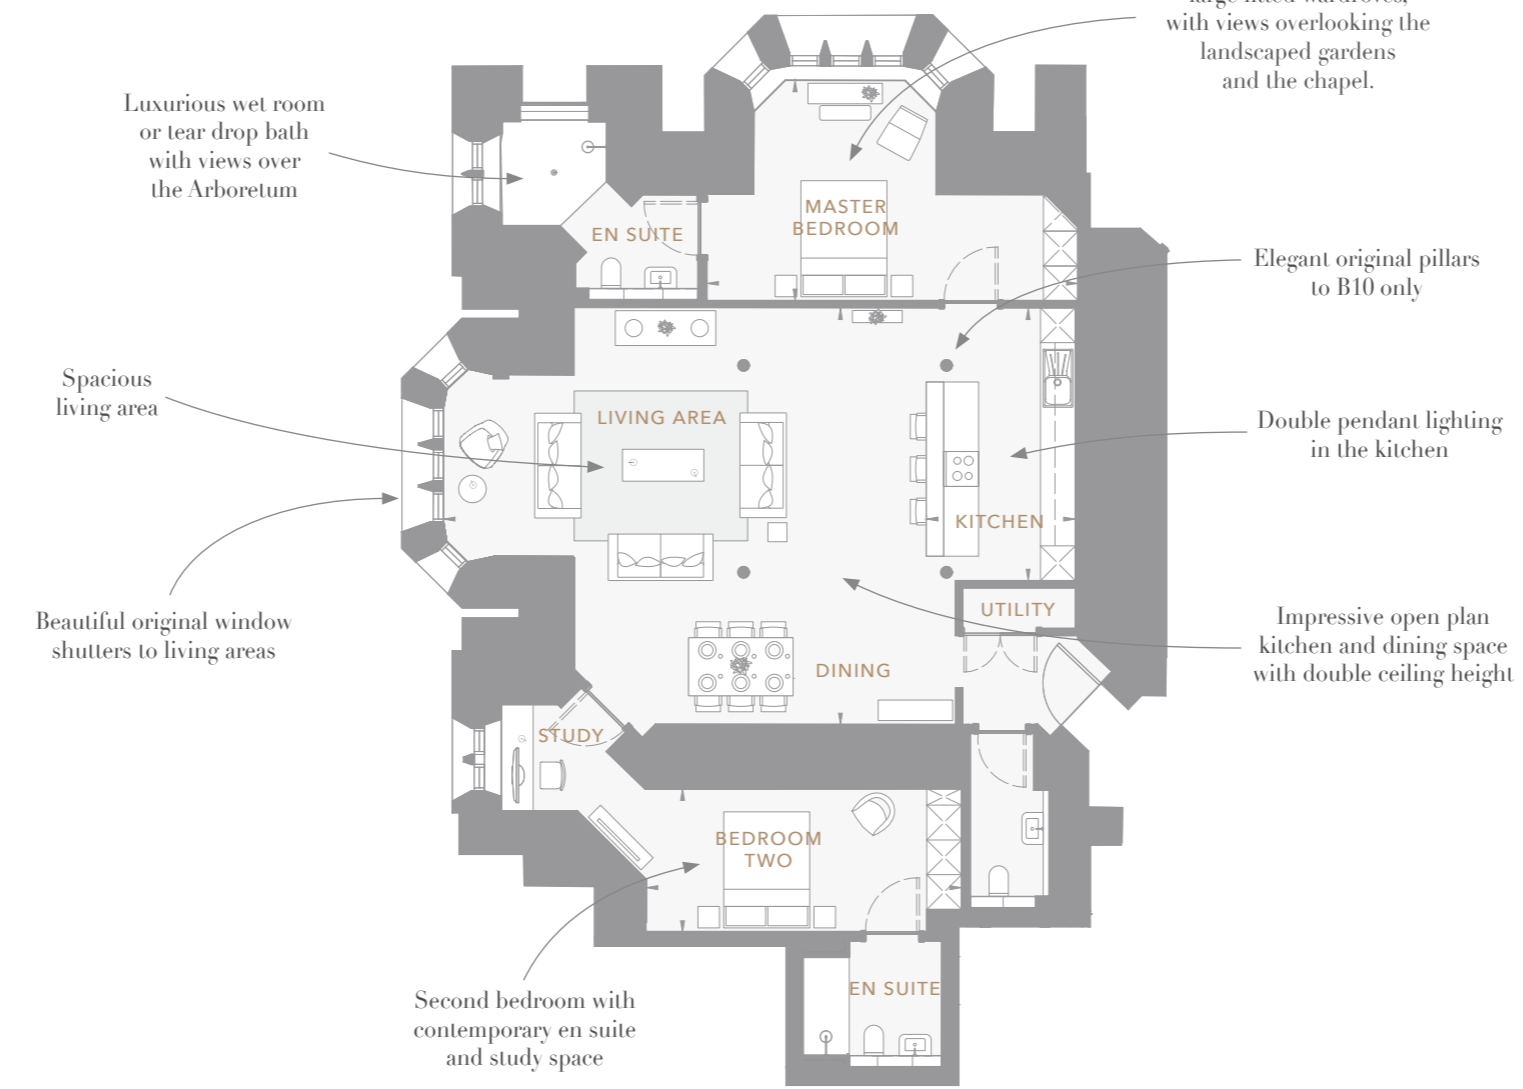 large fitted wardroves,
with views overlooking the
landscaped gardens
and the chapel.
Luxurious wet room
or tear drop bath
with views over
the Arboretum
MASTER
BEDROOM
EN SUITE
Elegant original pillars
to B10 only
Spacious
living area
LIVING AREA
Double pendant lighting
in the kitchen
KITCHEN
Beautiful original window
shutters to living areas
UTILITY
Impressive open plan
kitchen and dining space
with double ceiling height
DINING
STUDY
BEDROOM
TWO
EN SUITE
Second bedroom with
contemporary en suite
and study space